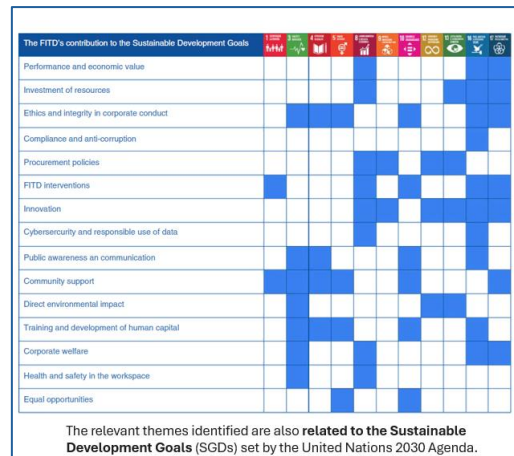 The FITD's contribution to the Sustainable Development Goals
Performance and economic value
Investment of resources
Ethics and integrity in corporate conduct
Compliance and anti-corruption
Procurement policies
FITD interventions
Innovation
Cybersercurity and responsible use of data
Public awareness an communication
Community support
Direct environmental impact
Training and development of human capital
Corporate welfare
Health and safety in the workspace
Equal opportunities
The relevant themes identified are also related to the Sustainable
Development Goals (SGDs) set by the United Nations 2030 Agenda.